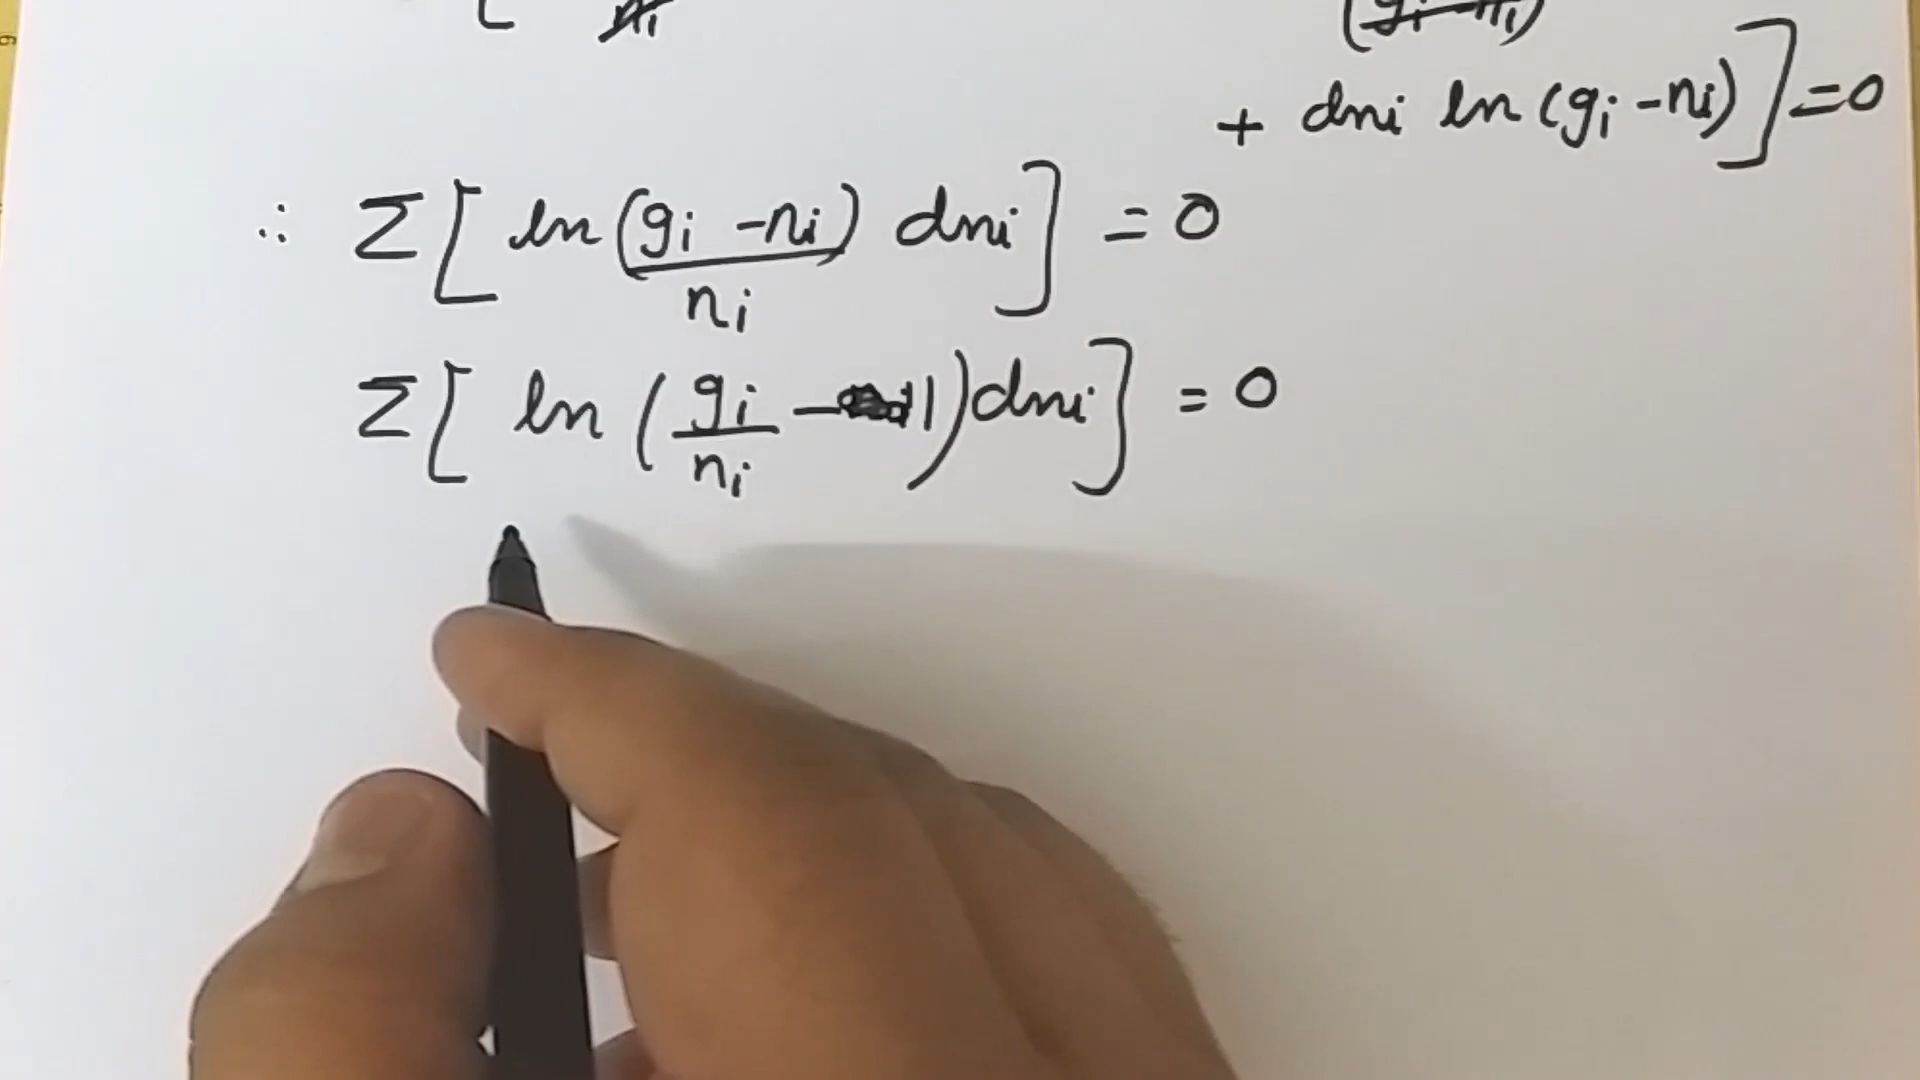 + dni ln (gi - ni) ] = 0
∴ Σ [ ln (gi - ni) / ni dni ] = 0
Σ [ ln ( gi / ni - 1 ) dni ] = 0